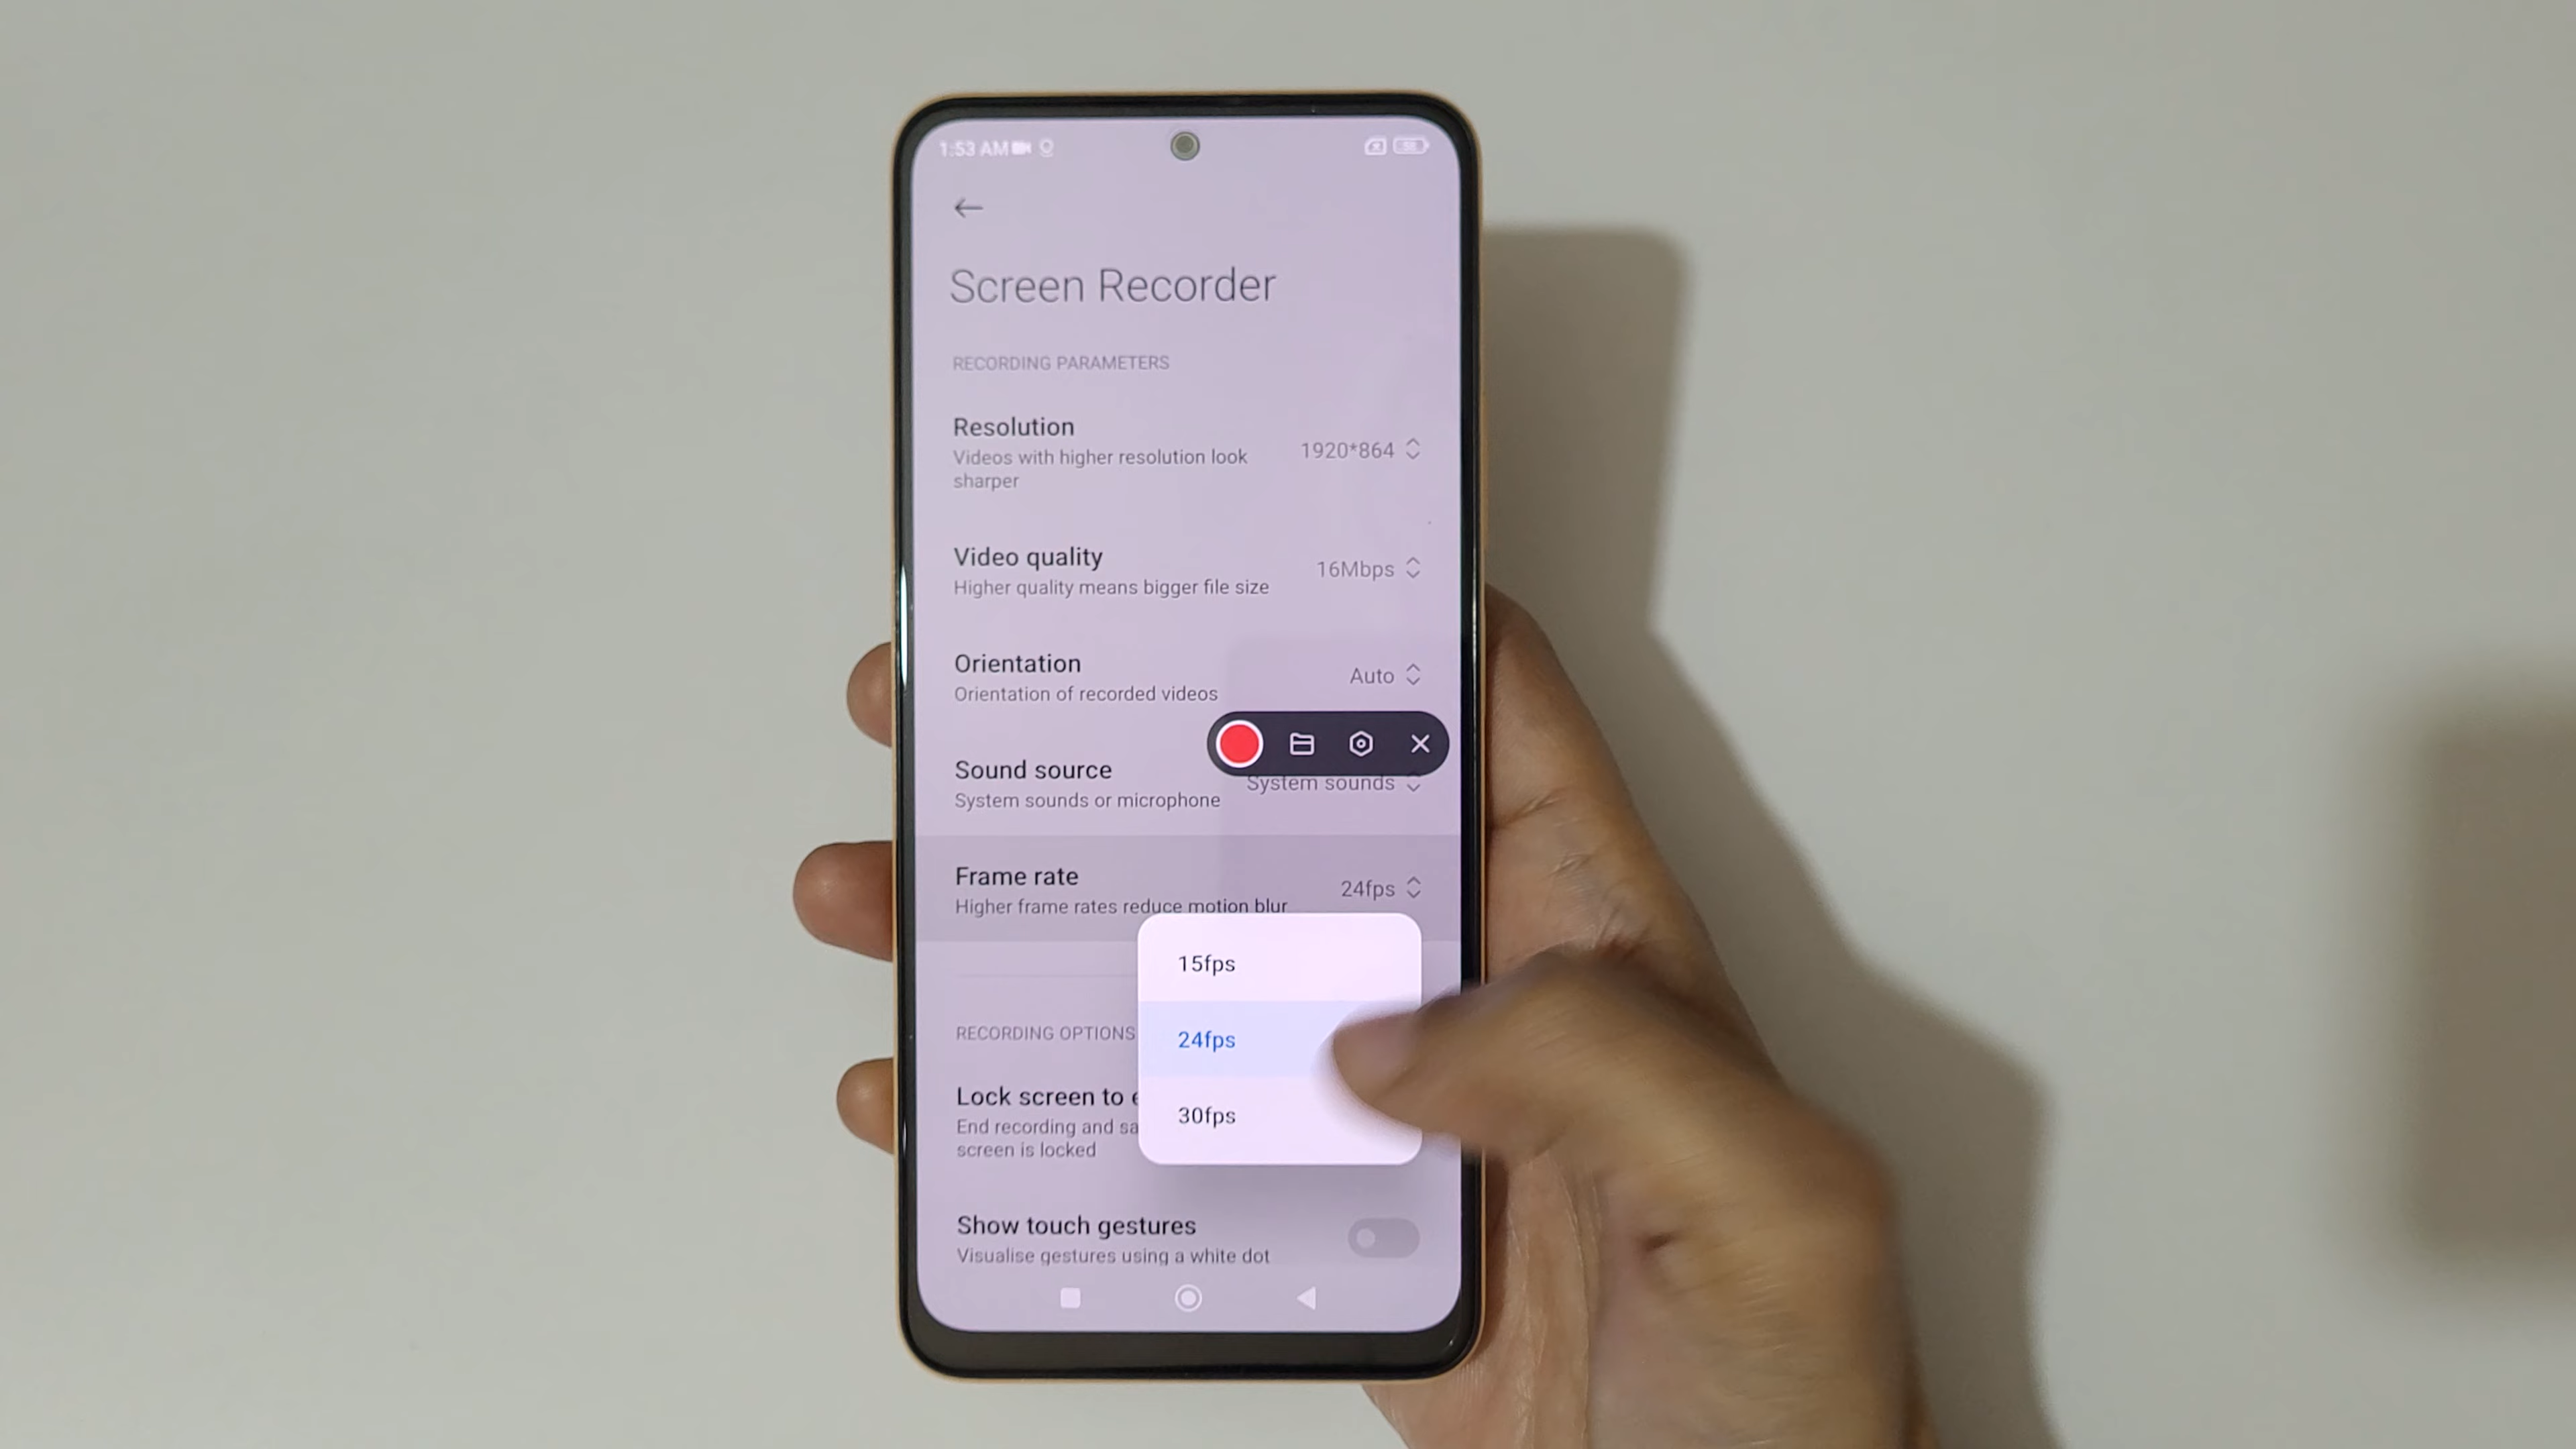 1:53 AM
Screen Recorder
RECORDING PARAMETERS
Resolution
Videos with higher resolution look
sharper
1920*864
Video quality
Higher quality means bigger file size
16Mbps
Orientation
Orientation of recorded videos
Auto
Sound source
System sounds or microphone
System sounds
Frame rate
Higher frame rates reduce motion blur
24fps
15fps
24fps
30fps
RECORDING OPTIONS
Lock screen to
End recording and sa
screen is locked
Show touch gestures
Visualise gestures using a white dot